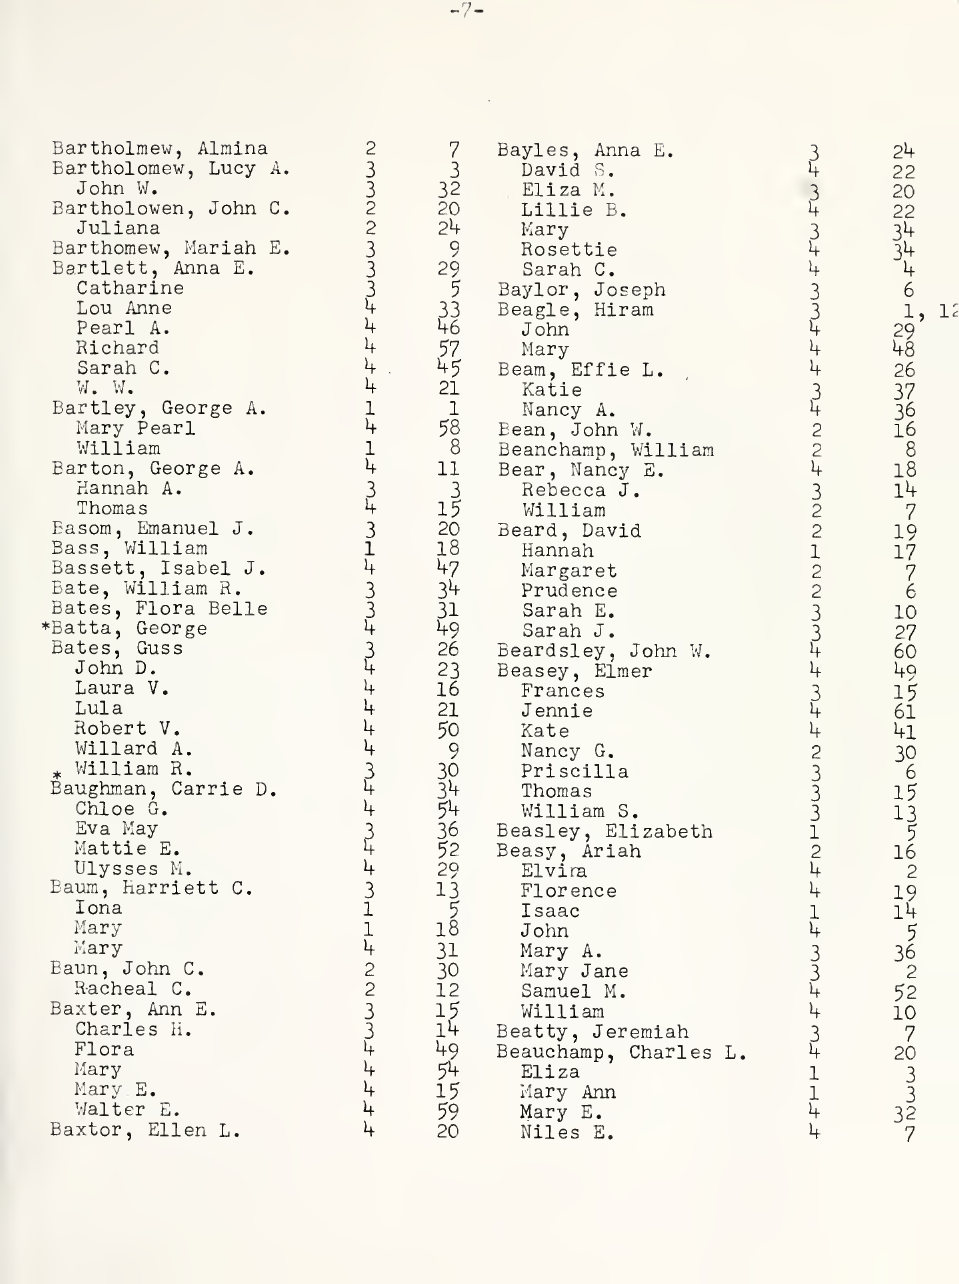 -7-
Bartholmew, Almina 2 7
Bartholomew, Lucy A. 3 3
John W. 3 32
Bartholowen, John C. 2 20
Juliana 2 24
Barthomew, Mariah E. 3 9
Bartlett, Anna E. 3 29
Catharine 3 5
Lou Anne 4 33
Pearl A. 4 46
Richard 4 57
Sarah C. 4 45
W. W. 4 21
Bartley, George A. 1 1
Mary Pearl 4 58
William 1 8
Barton, George A. 4 11
Hannah A. 3 3
Thomas 4 15
Basom, Emanuel J. 3 20
Bass, William 1 18
Bassett, Isabel J. 4 47
Bate, William R. 3 34
Bates, Flora Belle 3 31
*Batta, George 4 49
Bates, Guss 3 26
John D. 4 23
Laura V. 4 16
Lula 4 21
Robert V. 4 50
Willard A. 4 9
* William R. 3 30
Baughman, Carrie D. 4 34
Chloe G. 4 54
Eva May 3 36
Mattie E. 4 52
Ulysses M. 4 29
Baum, Harriett C. 3 13
Iona 1 5
Mary 1 18
Mary 4 31
Baun, John C. 2 30
Racheal C. 2 12
Baxter, Ann E. 3 15
Charles H. 3 14
Flora 4 49
Mary 4 54
Mary E. 4 15
Walter E. 4 59
Baxtor, Ellen L. 4 20
Bayles, Anna E. 3 24
David S. 4 22
Eliza M. 3 20
Lillie B. 4 22
Mary 3 34
Rosettie 4 34
Sarah C. 4 4
Baylor, Joseph 3 6
Beagle, Hiram 3 1, 12
John 4 29
Mary 4 48
Beam, Effie L. 4 26
Katie 3 37
Nancy A. 4 36
Bean, John W. 2 16
Beanchamp, William 2 8
Bear, Nancy E. 4 18
Rebecca J. 3 14
William 2 7
Beard, David 2 19
Hannah 1 17
Margaret 2 7
Prudence 2 6
Sarah E. 3 10
Sarah J. 3 27
Beardsley, John W. 4 60
Beasey, Elmer 4 49
Frances 3 15
Jennie 4 61
Kate 4 41
Nancy G. 2 30
Priscilla 3 6
Thomas 3 15
William S. 3 13
Beasley, Elizabeth 1 5
Beasy, Ariah 2 16
Elvira 4 2
Florence 4 19
Isaac 1 14
John 4 5
Mary A. 3 36
Mary Jane 3 2
Samuel M. 4 52
William 4 10
Beatty, Jeremiah 3 7
Beauchamp, Charles L. 4 20
Eliza 1 3
Mary Ann 1 3
Mary E. 4 32
Niles E. 4 7